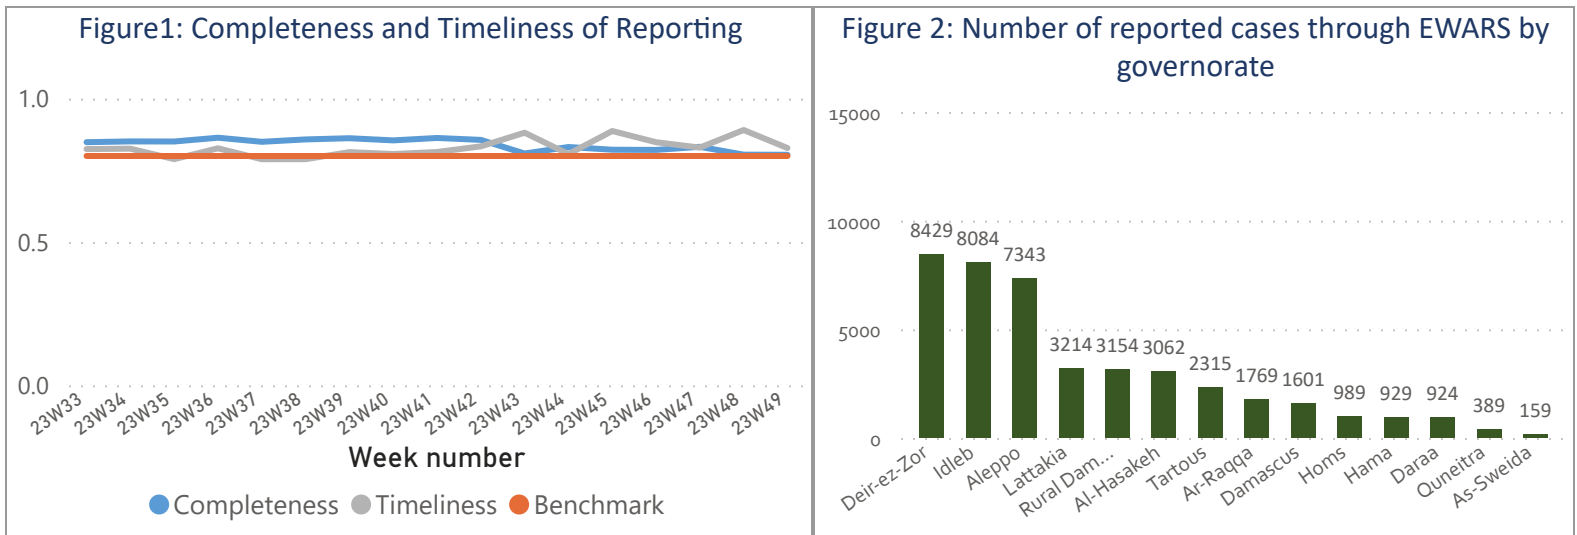 Figure1: Completeness and Timeliness of Reporting
1.0
0.5
0.0
23W33
23W34
23W35
23W36
23W37
23W38
23W39
23W40
23W41
23W42
23W43
23W44
23W45
23W46
23W47
23W48
23W49
Week number
Completeness Timeliness Benchmark
Figure 2: Number of reported cases through EWARS by
governorate
15000
10000
5000
0
8429
8084
7343
3214
3154
3062
2315
1769
1601
989
929
924
389
159
Deir-ez-Zor
Idleb
Aleppo
Lattakia
Rural Dam...
Al-Hasakeh
Tartous
Ar-Raqqa
Damascus
Homs
Hama
Daraa
Quneitra
As-Sweida